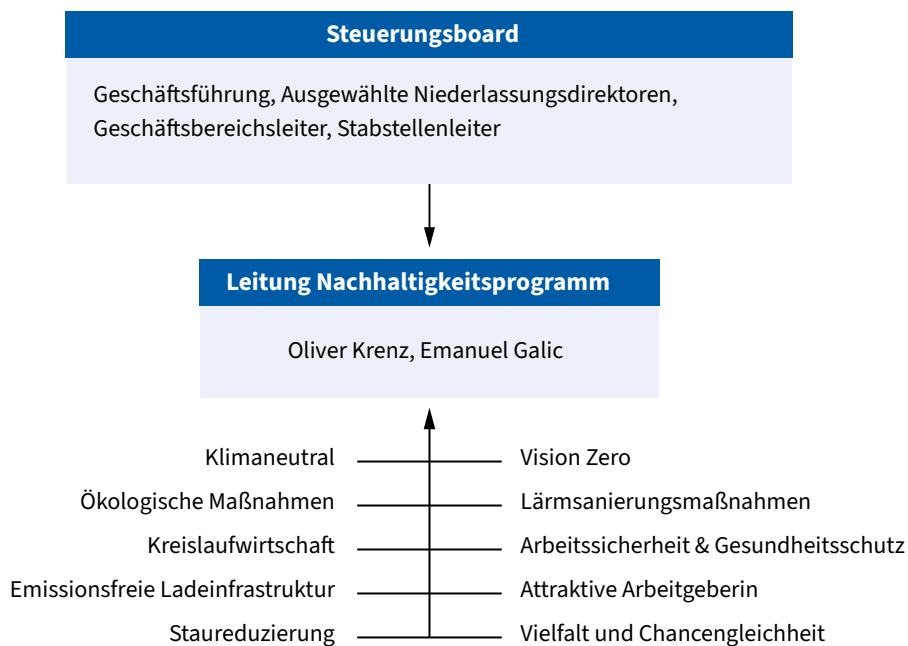 Steuerungsboard
Geschäftsführung, Ausgewählte Niederlassungsdirektoren,
Geschäftsbereichsleiter, Stabstellenleiter
Leitung Nachhaltigkeitsprogramm
Oliver Krenz, Emanuel Galic
Klimaneutral
Vision Zero
Ökologische Maßnahmen
Lärmsanierungsmaßnahmen
Kreislaufwirtschaft
Arbeitssicherheit & Gesundheitsschutz
Emissionsfreie Ladeinfrastruktur
Attraktive Arbeitgeberin
Staureduzierung
Vielfalt und Chancengleichheit